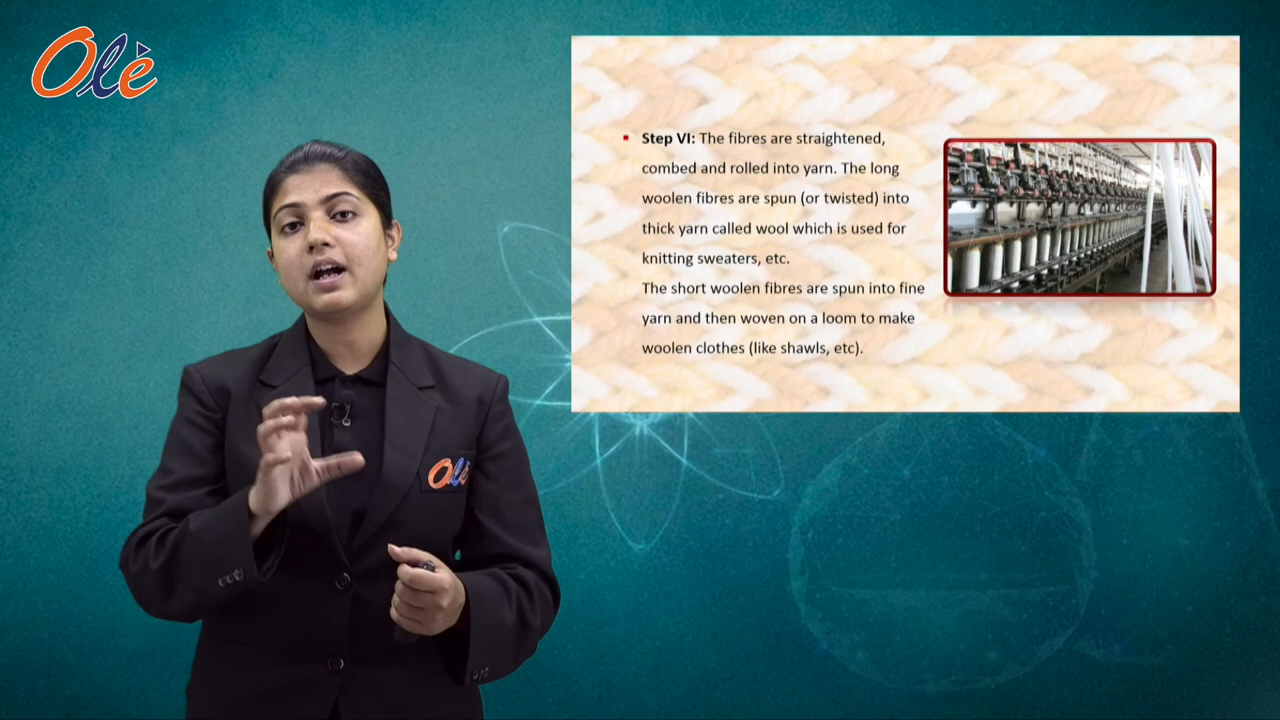 Olè
Step VI: The fibres are straightened,
combed and rolled into yarn. The long
woolen fibres are spun (or twisted) into
thick yarn called wool which is used for
knitting sweaters, etc.
The short woolen fibres are spun into fine
yarn and then woven on a loom to make
woolen clothes (like shawls, etc).
Olè